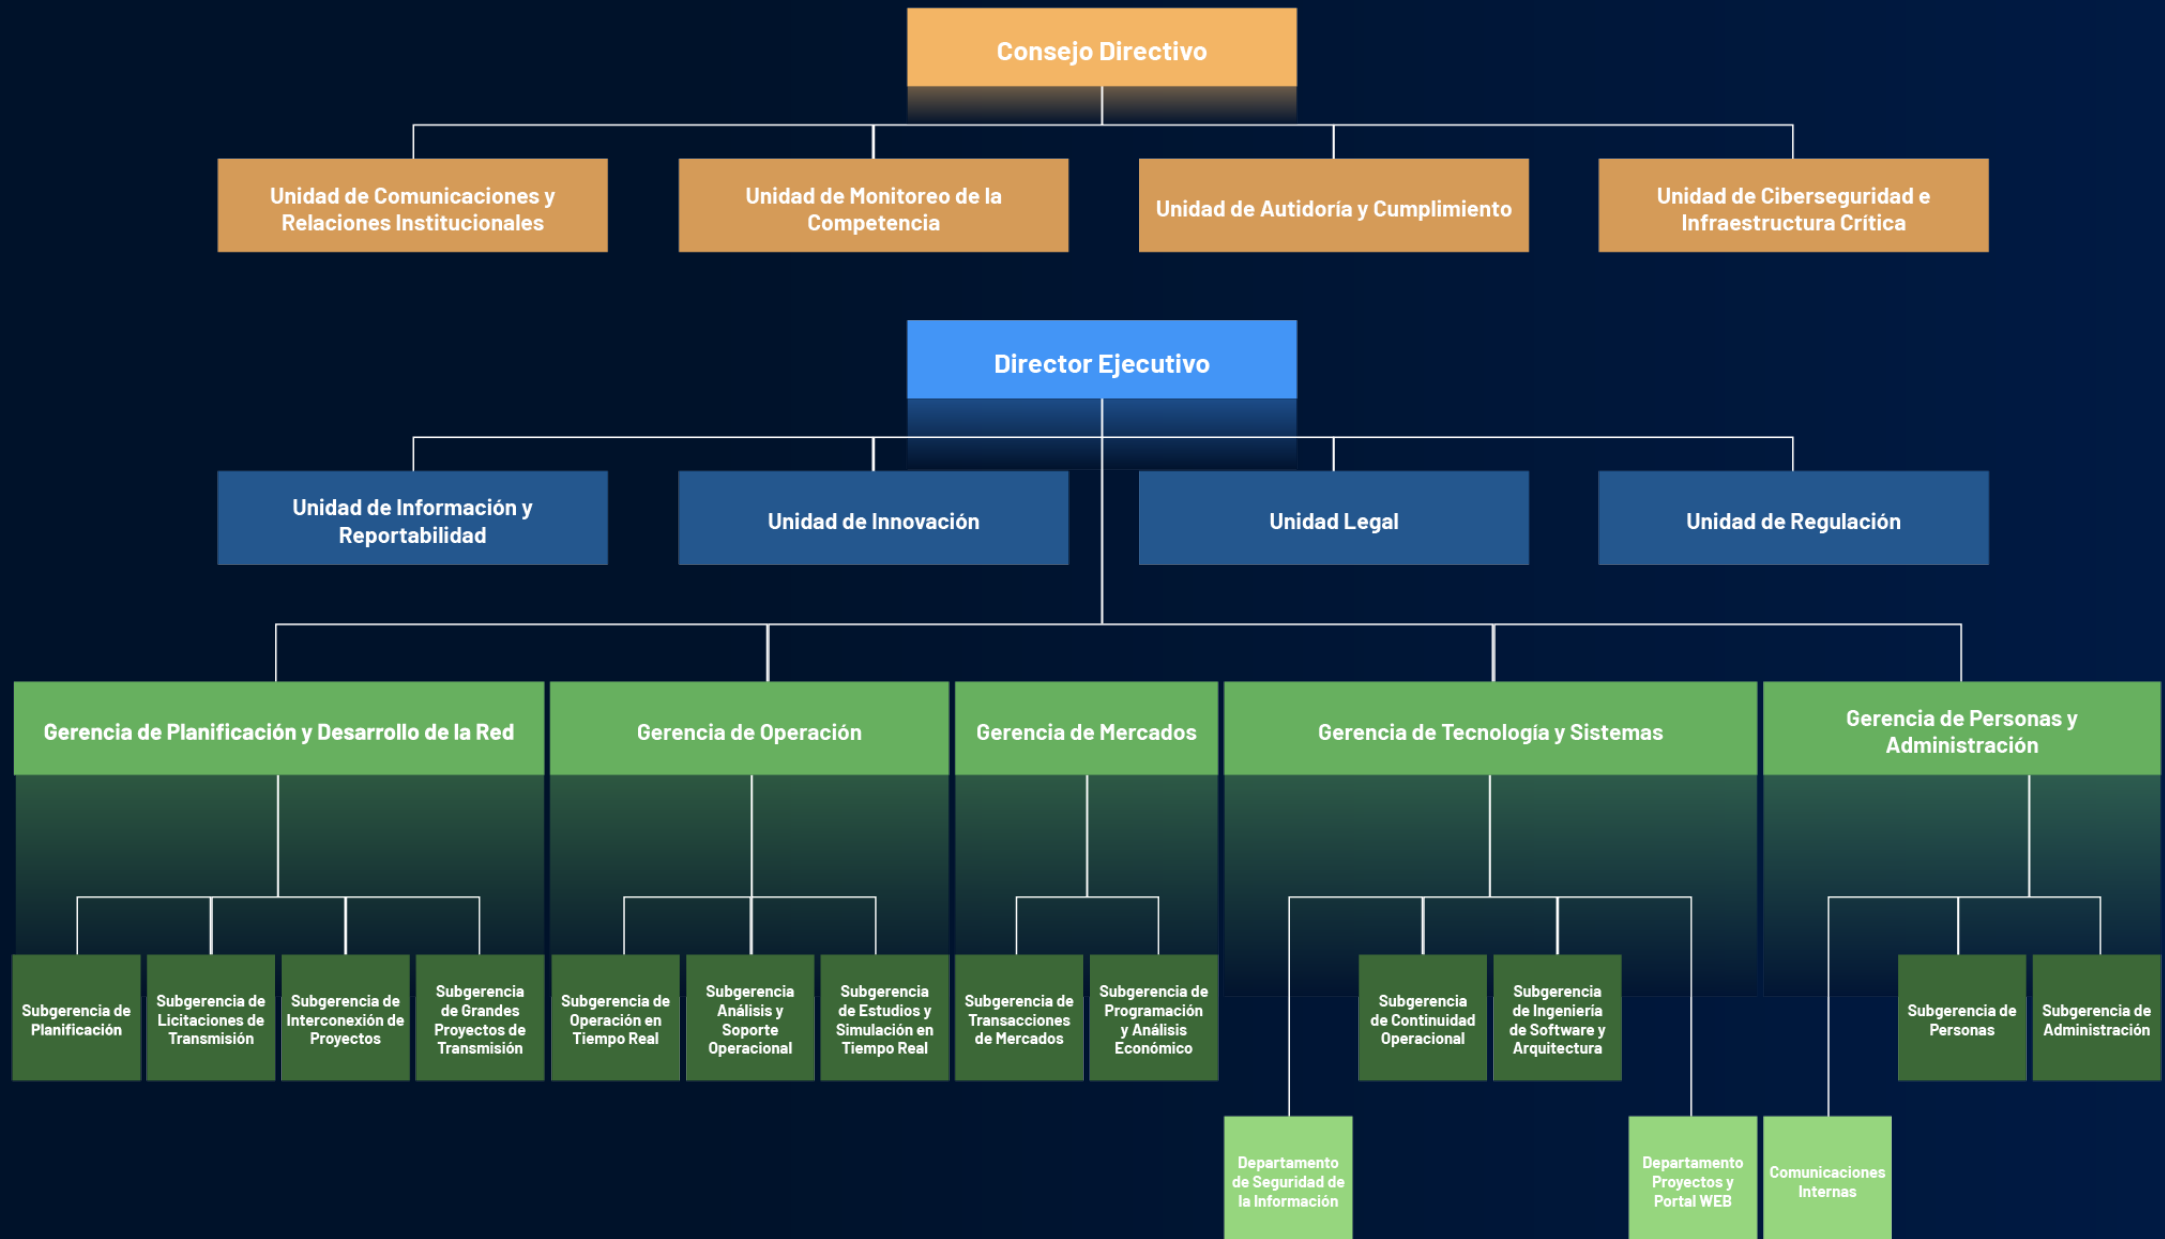 Consejo Directivo
Unidad de Comunicaciones y
Relaciones Institucionales
Unidad de Monitoreo de la
Competencia
Unidad de Autidoría y Cumplimiento
Unidad de Ciberseguridad e
Infraestructura Crítica
Director Ejecutivo
Unidad de Información y
Reportabilidad
Unidad de Innovación
Unidad Legal
Unidad de Regulación
Gerencia de Planificación y Desarrollo de la Red
Gerencia de Operación
Gerencia de Mercados
Gerencia de Tecnología y Sistemas
Gerencia de Personas y
Administración
Subgerencia de
Planificación
Subgerencia de
Licitaciones de
Transmisión
Subgerencia de
Interconexión de
Proyectos
Subgerencia
de Grandes
Proyectos de
Transmisión
Subgerencia de
Operación en
Tiempo Real
Subgerencia
Análisis y
Soporte
Operacional
Subgerencia
de Estudios y
Simulación en
Tiempo Real
Subgerencia de
Transacciones
de Mercados
Subgerencia de
Programación
y Análisis
Económico
Subgerencia
de Continuidad
Operacional
Subgerencia
de Ingeniería
de Software y
Arquitectura
Subgerencia de
Personas
Subgerencia de
Administración
Departamento
de Seguridad de
la Información
Departamento
Proyectos y
Portal WEB
Comunicaciones
Internas